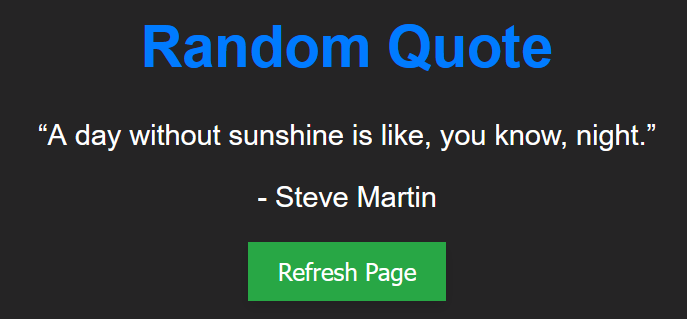 Random Quote
“A day without sunshine is like, you know, night.”
- Steve Martin
Refresh Page